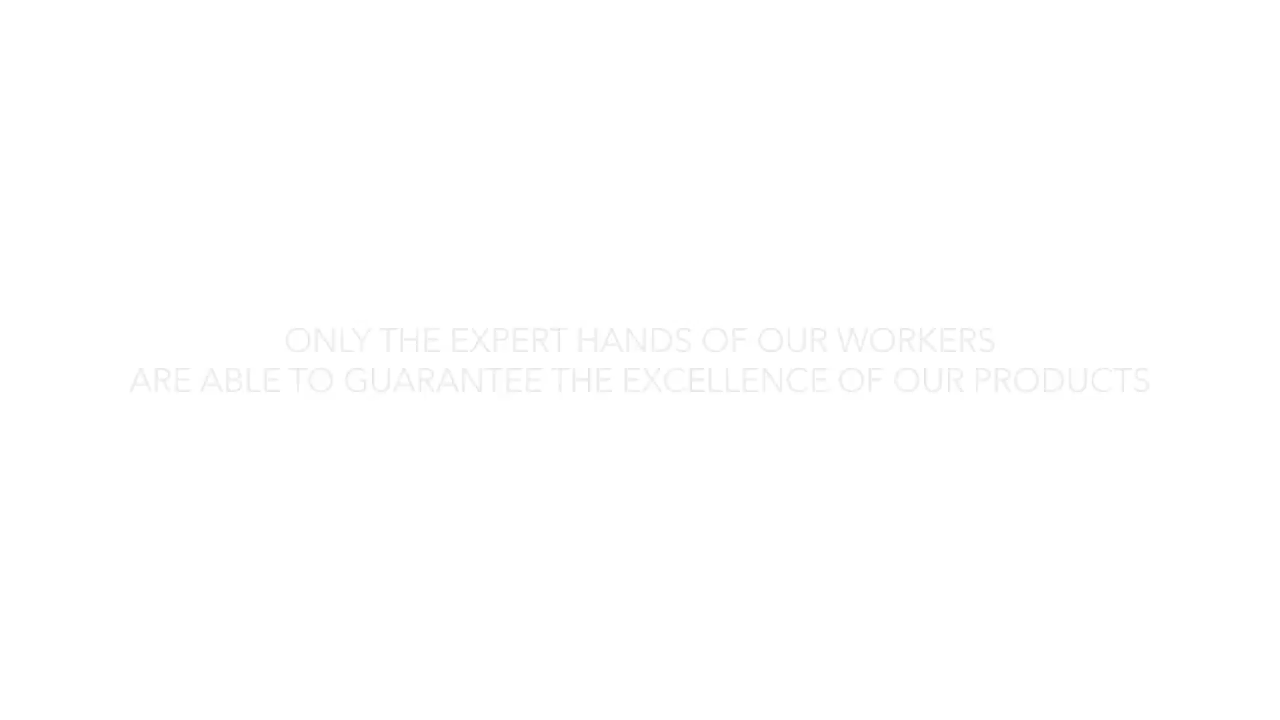 ONLY THE EXPERT HANDS OF OUR WORKERS
ARE ABLE TO GUARANTEE THE EXCELLENCE OF OUR PRODUCTS